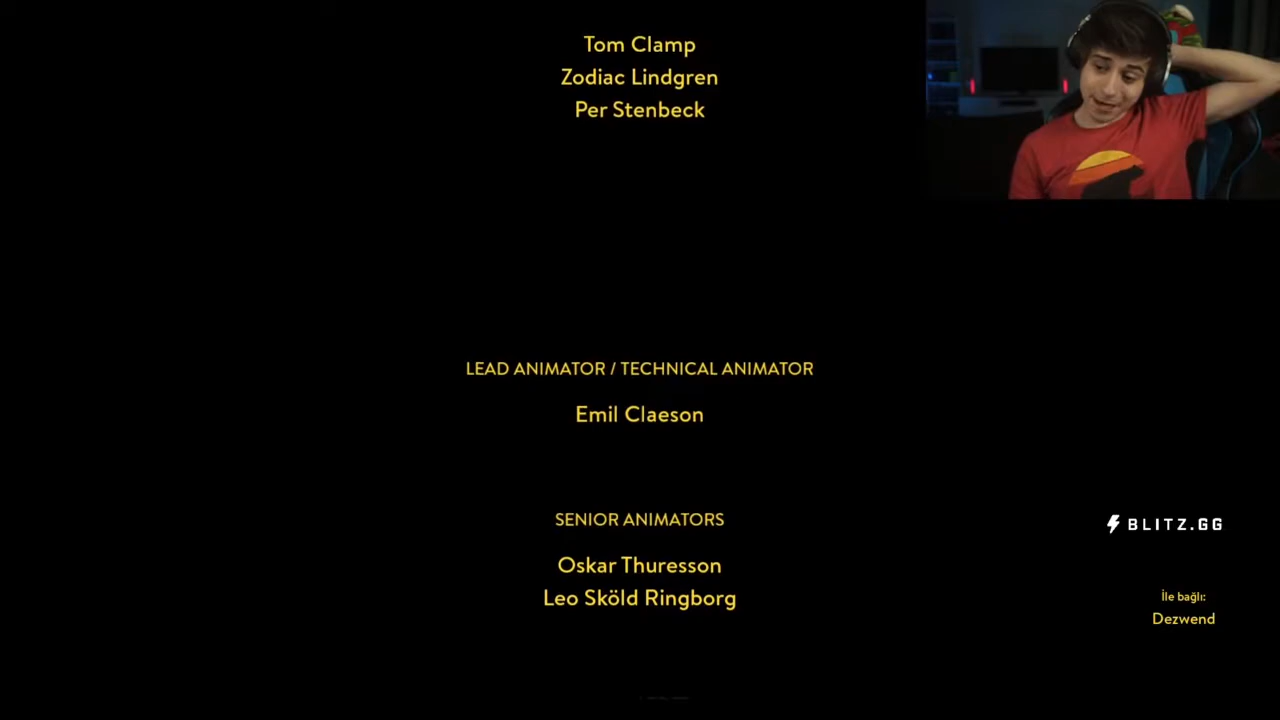 Tom Clamp
Zodiac Lindgren
Per Stenbeck
LEAD ANIMATOR / TECHNICAL ANIMATOR
Emil Claeson
SENIOR ANIMATORS
Oskar Thuresson
Leo Sköld Ringborg
BLITZ.GG
İle bağlı:
Dezwend